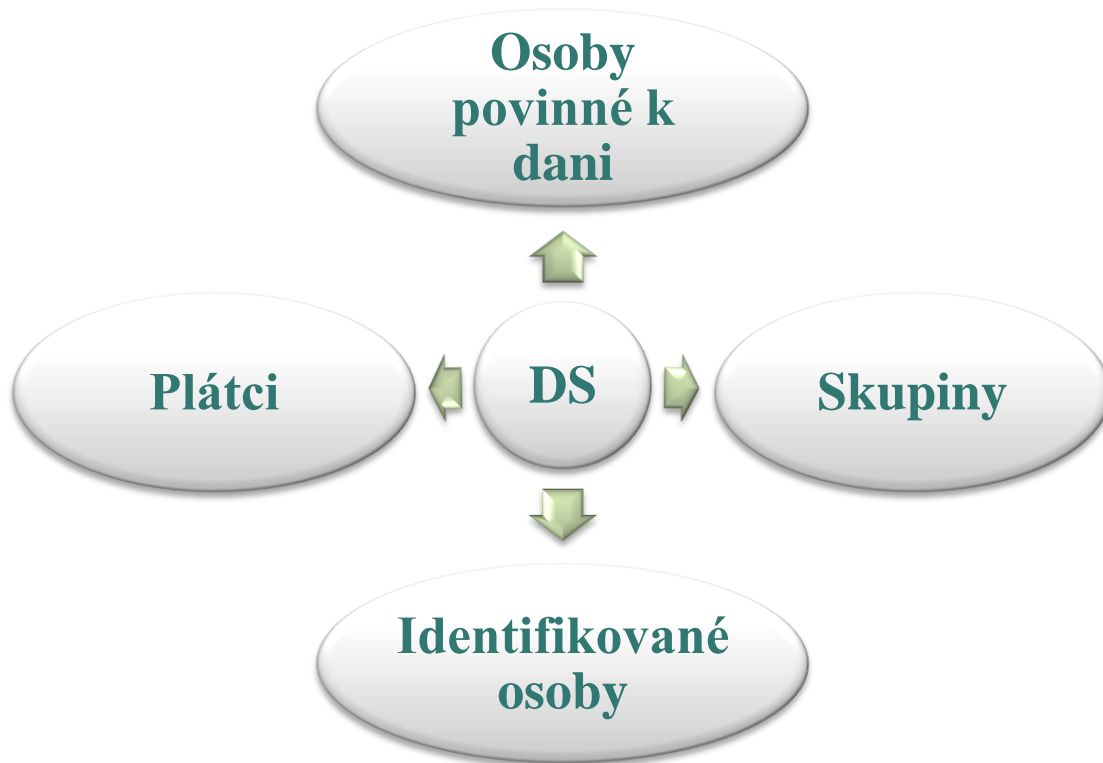 Osoby
povinné k
dani
Plátci
DS
Skupiny
Identifikované
osoby